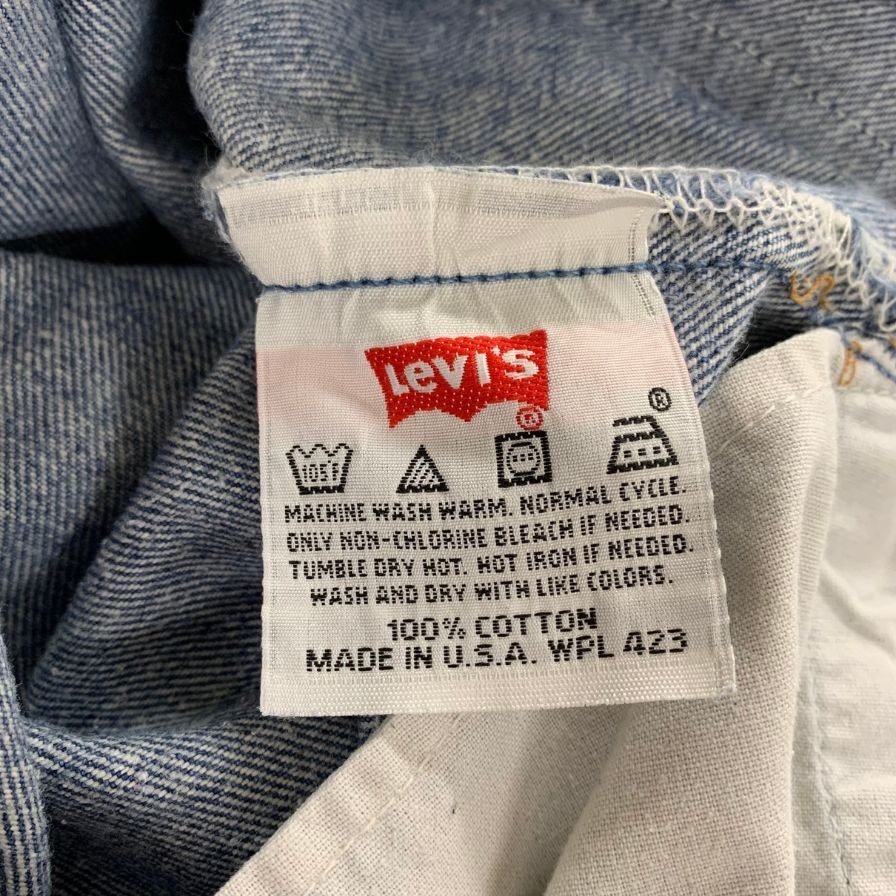 Levi's
®
105F
®
MACHINE WASH WARM. NORMAL CYCLE.
ONLY NON-CHLORINE BLEACH IF NEEDED.
TUMBLE DRY HOT. HOT IRON IF NEEDED.
WASH AND DRY WITH LIKE COLORS.
100% COTTON
MADE IN U.S.A. WPL 423